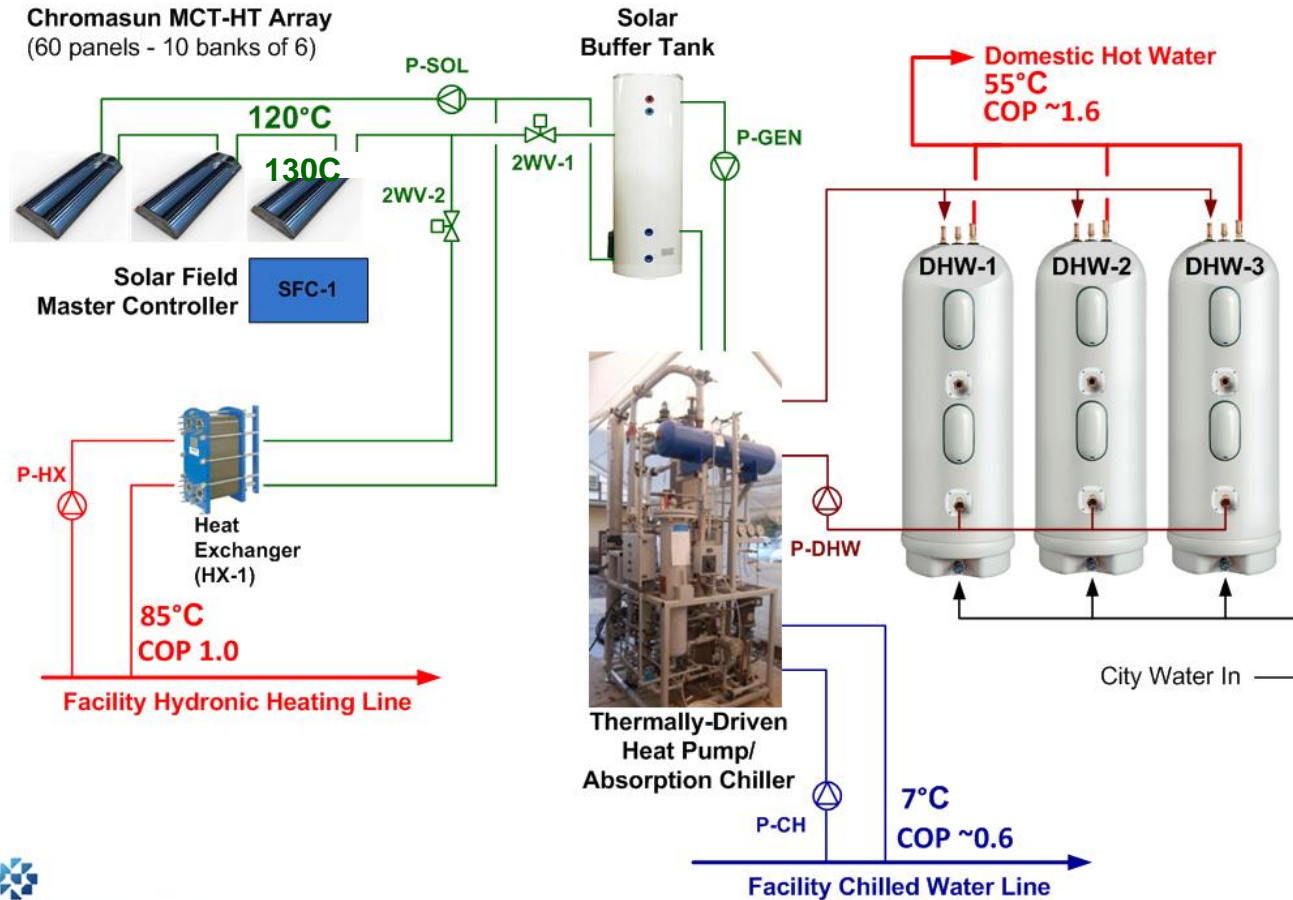 Chromasun MCT-HT Array
(60 panels - 10 banks of 6)
Solar
Buffer Tank
P-SOL
120°C
130C
2WV-1
2WV-2
P-GEN
Domestic Hot Water
55°C
COP ~1.6
DHW-1
DHW-2
DHW-3
Solar Field
Master Controller
SFC-1
P-HX
Heat
Exchanger
(HX-1)
85°C
COP 1.0
Facility Hydronic Heating Line
P-DHW
City Water In
Thermally-Driven
Heat Pump/
Absorption Chiller
P-CH
7°C
COP ~0.6
Facility Chilled Water Line